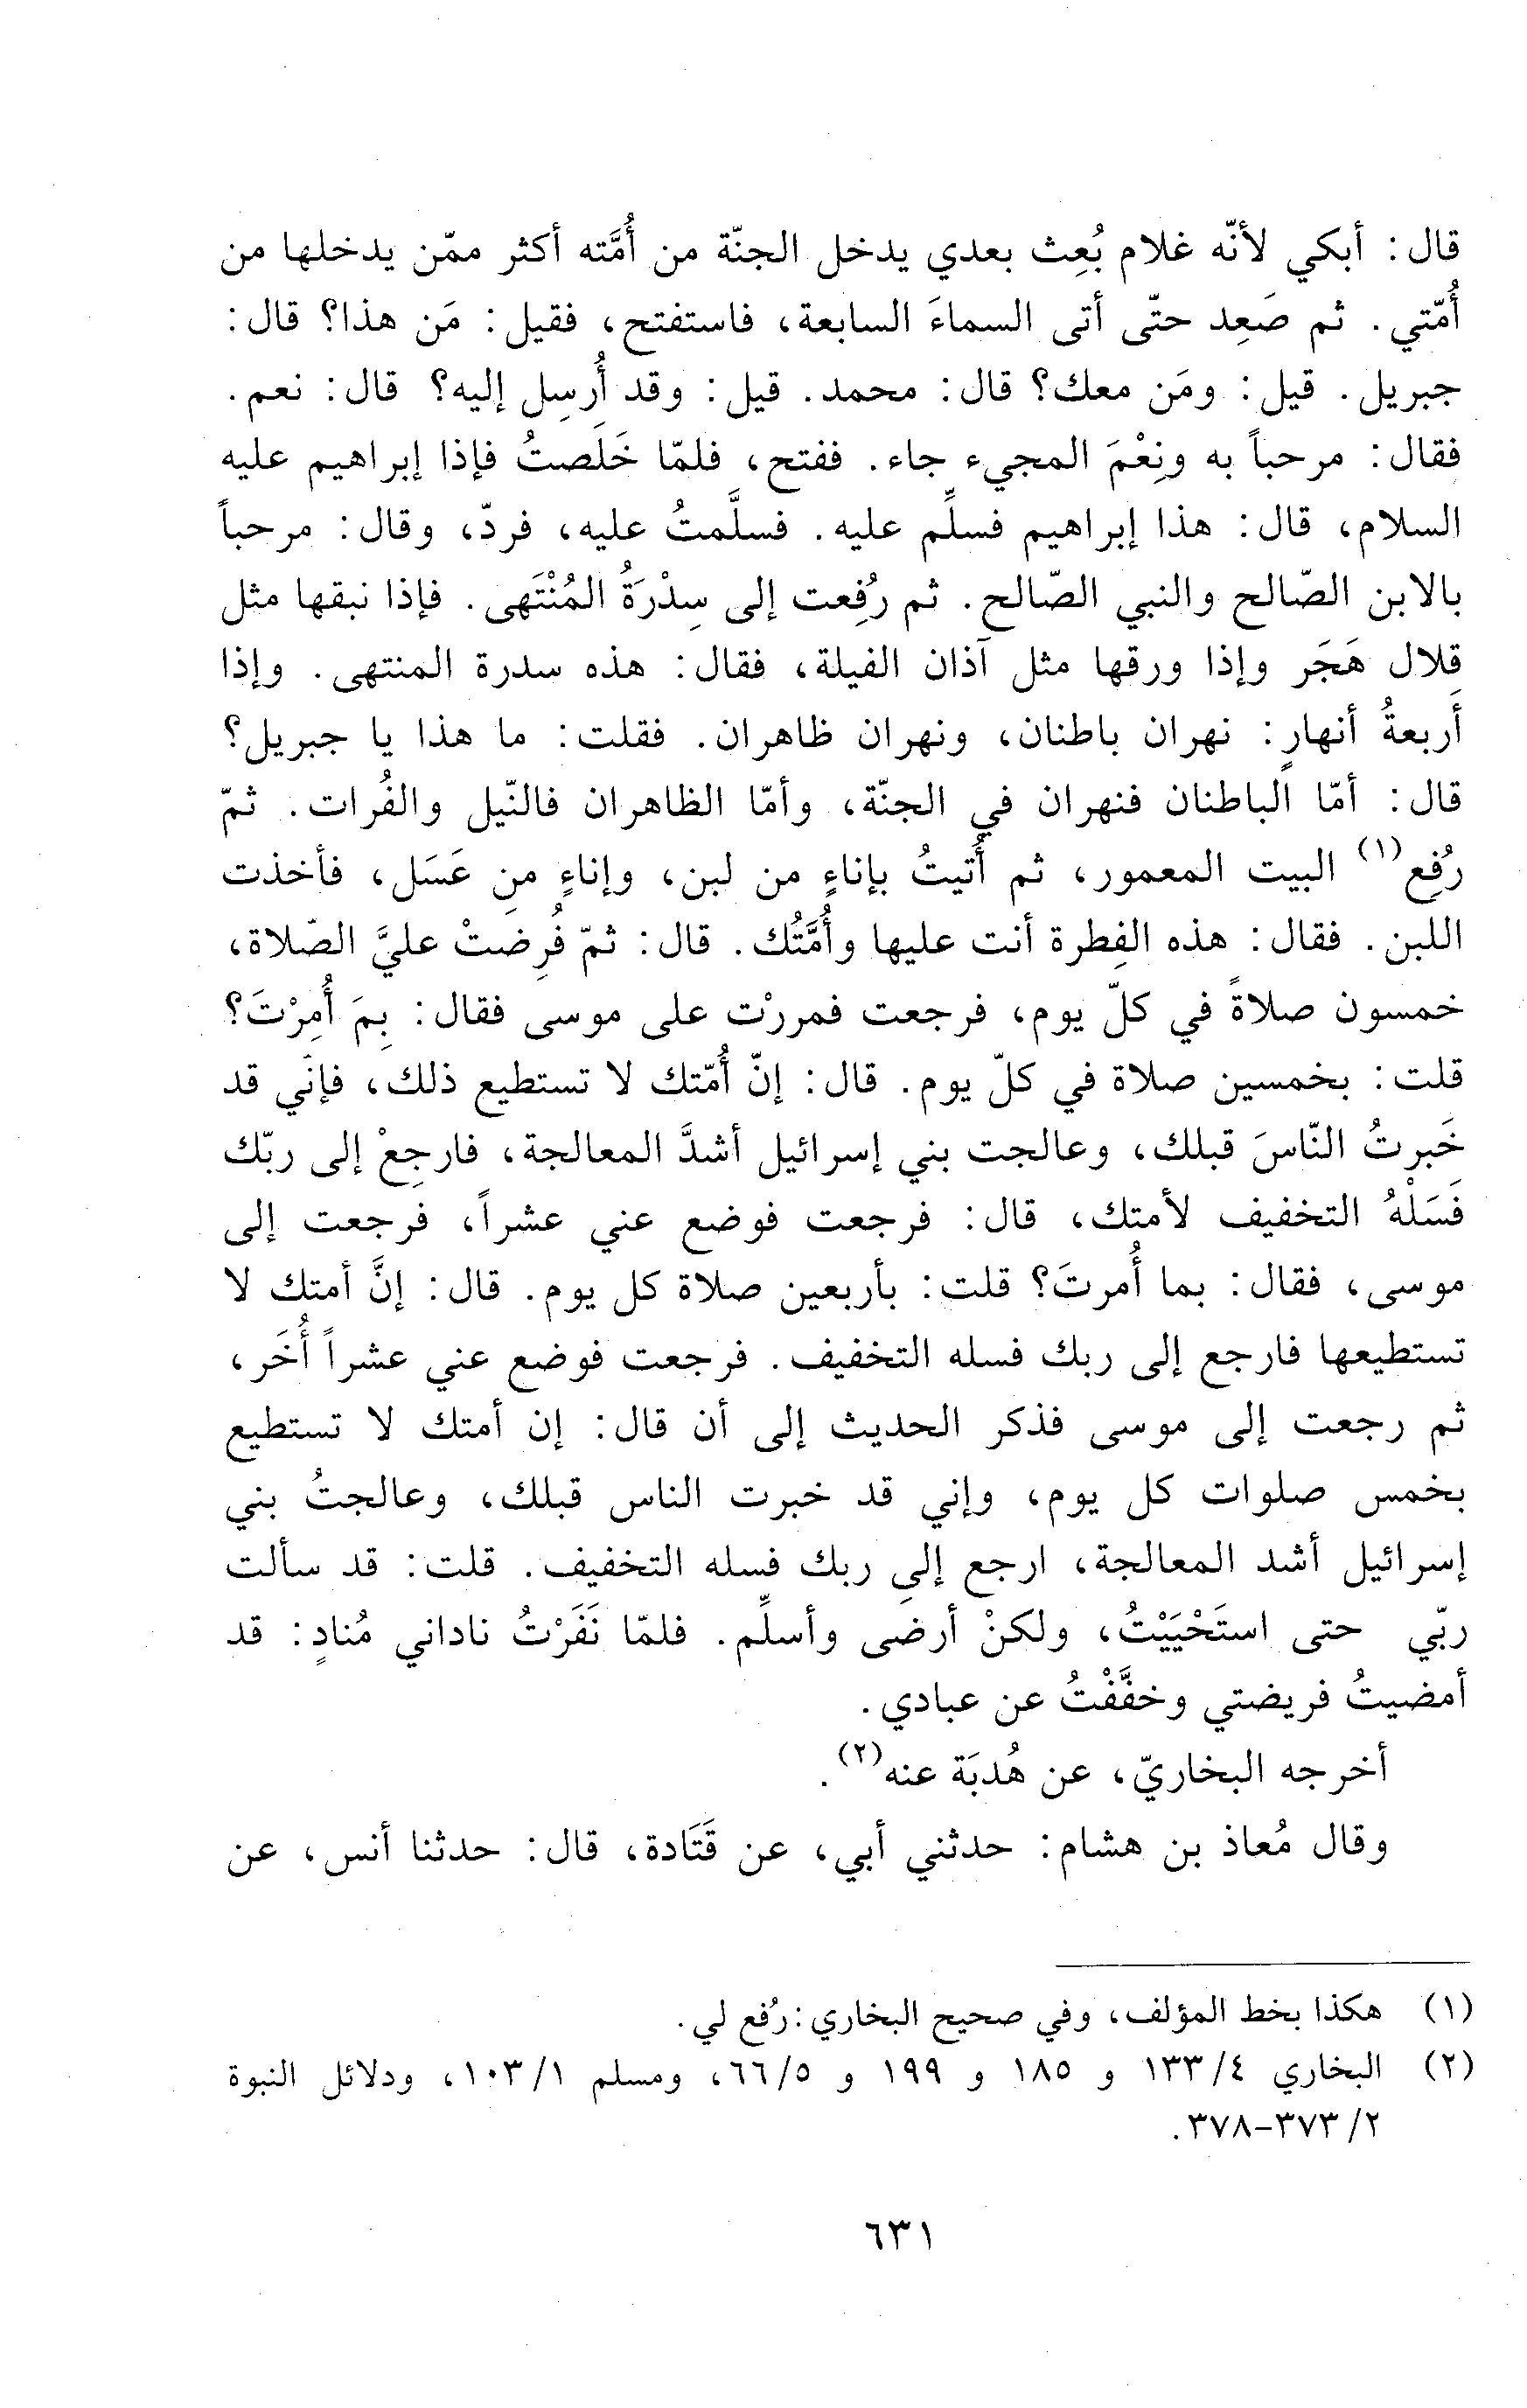 قال: أبكي لأنّه غلام بُعِث بعدي يدخل الجنّة من أُمَّته أكثر ممّن يدخلها من
أُمّتي. ثم صَعِد حتّى أتى السماءَ السابعة، فاستفتح، فقيل: مَن هذا؟ قال:
جبريل. قيل: ومَن معك؟ قال: محمد. قيل: وقد أُرسِل إليه؟ قال: نعم.
فقال: مرحباً به ونِعْمَ المجيء جاء. ففتح، فلمّا خَلَصتُ فإذا إبراهيم عليه
السلام، قال: هذا إبراهيم فسلِّم عليه. فسلَّمتُ عليه، فردّ، وقال: مرحباً
بالابن الصّالح والنبي الصّالح. ثم رُفِعت إلى سِدْرَةُ المُنْتَهى. فإذا نبقها مثل
قِلال هَجَر وإذا ورقها مثل آذان الفيلة، فقال: هذه سدرة المنتهى. وإذا
أَربعةُ أنهارٍ: نهران باطنان، ونهران ظاهران. فقلت: ما هذا يا جبريل؟
قال: أمّا الباطنان فنهران في الجنّة، وأمّا الظاهران فالنّيل والفُرات. ثمّ
رُفِع(١) البيت المعمور، ثم أُتيتُ بإناءٍ من لبن، وإناءٍ من عَسَل، فأخذت
اللبن. فقال: هذه الفِطرة أنت عليها وأُمَّتُك. قال: ثمّ فُرِضتْ عليَّ الصّلاة،
خمسون صلاةً في كلّ يوم، فرجعت فمررْت على موسى فقال: بِمَ أُمِرْتَ؟
قلت: بخمسين صلاة في كلّ يوم. قال: إنّ أُمّتك لا تستطيع ذلك، فإنّي قد
خَبرتُ النّاسَ قبلك، وعالجت بني إسرائيل أشدَّ المعالجة، فارجِعْ إلى ربّك
فَسَلْهُ التخفيف لأمتك، قال: فرجعت فوضع عني عشراً، فرجعت إلى
موسى، فقال: بما أُمرتَ؟ قلت: بأربعين صلاة كل يوم. قال: إنَّ أمتك لا
تستطيعها فارجع إلى ربك فسله التخفيف. فرجعت فوضع عني عشراً أُخَر،
ثم رجعت إلى موسى فذكر الحديث إلى أن قال: إن أمتك لا تستطيع
بخمس صلوات كل يوم، وإني قد خبرت الناس قبلك، وعالجتُ بني
إسرائيل أشد المعالجة، ارجع إلى ربك فسله التخفيف. قلت: قد سألت
ربّي حتى استَحْيَيْتُ، ولكنْ أرضى وأسلِّم. فلمّا نَفَرْتُ ناداني مُنادٍ: قد
أمضيتُ فريضتي وخفَّفْتُ عن عبادي.
أخرجه البخاريّ، عن هُدبَة عنه(٢).
وقال مُعاذ بن هشام: حدثني أبي، عن قَتَادة، قال: حدثنا أنس، عن
(١) هكذا بخط المؤلف، وفي صحيح البخاري: رُفع لي.
(٢) البخاري ٤/ ١٣٣ و ١٨٥ و ١٩٩ و ٥/ ٦٦، ومسلم ١/ ١٠٣، ودلائل النبوة
٢/ ٣٧٣-٣٧٨.
٦٣١